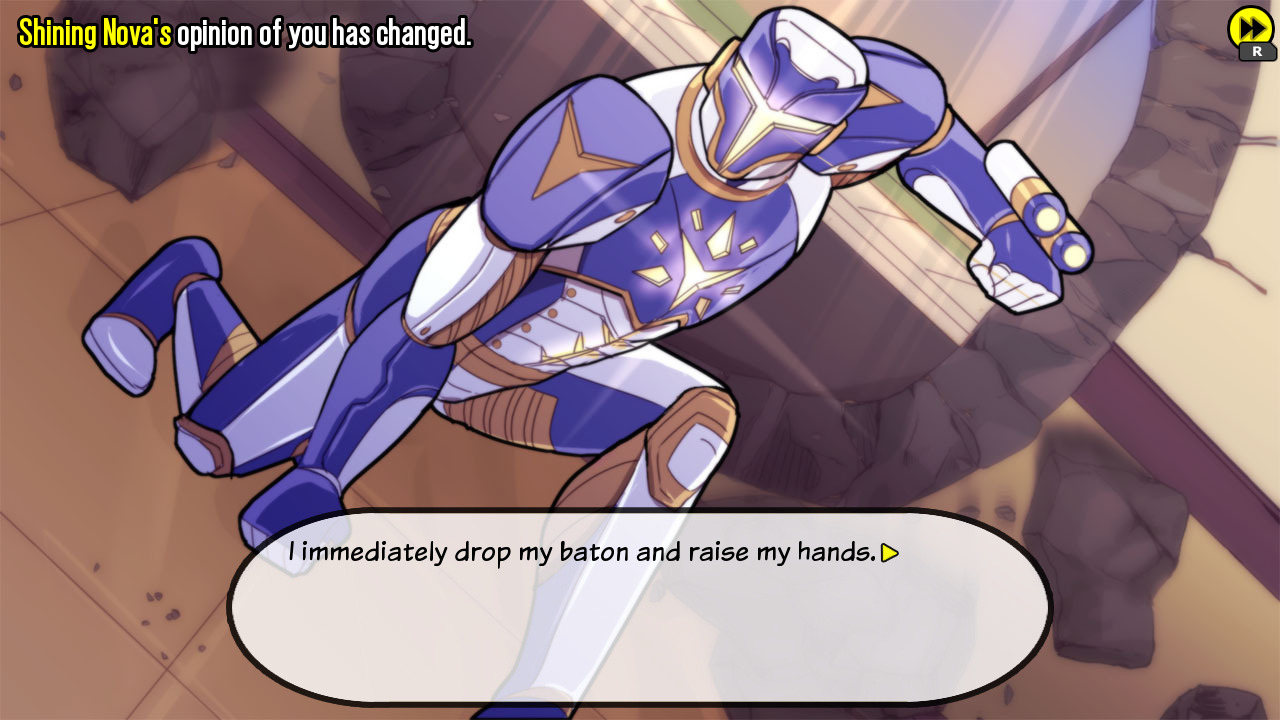 Shining Nova's opinion of you has changed.
R
I immediately drop my baton and raise my hands.